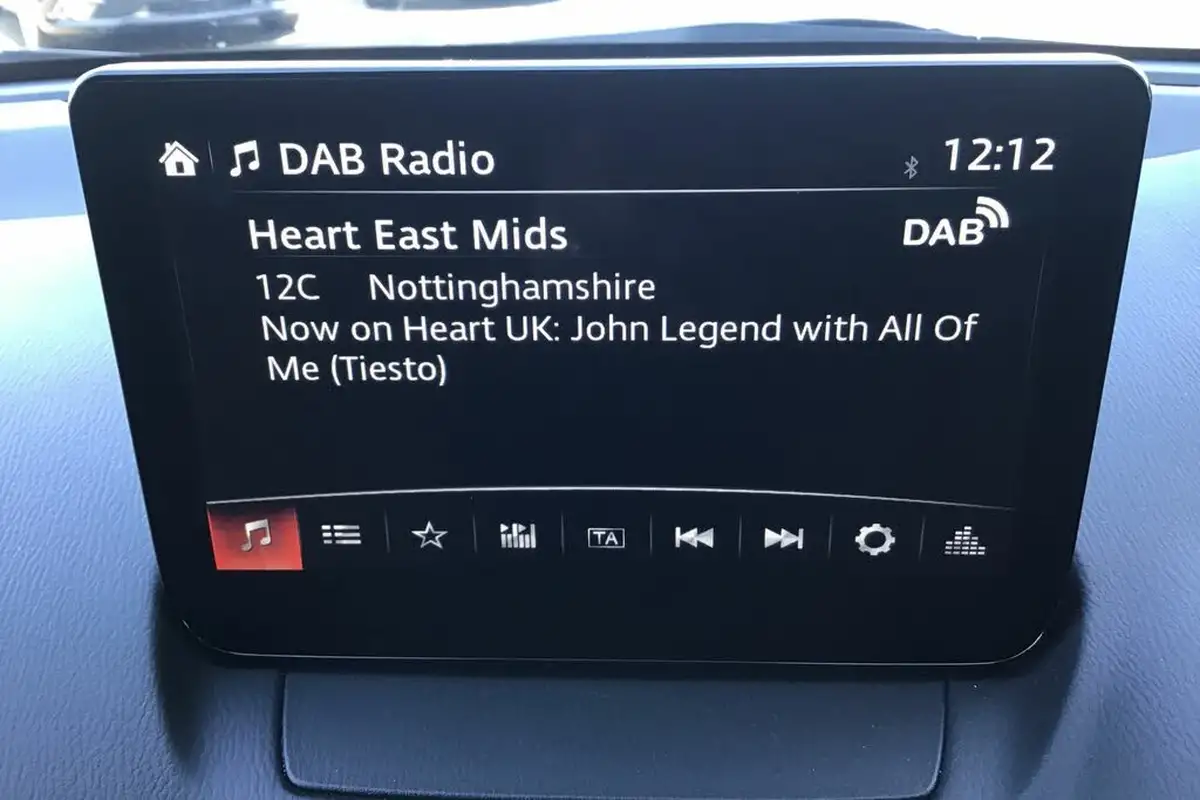 DAB Radio 12:12
Heart East Mids DAB
12C Nottinghamshire
Now on Heart UK: John Legend with All Of
Me (Tiesto)
TA